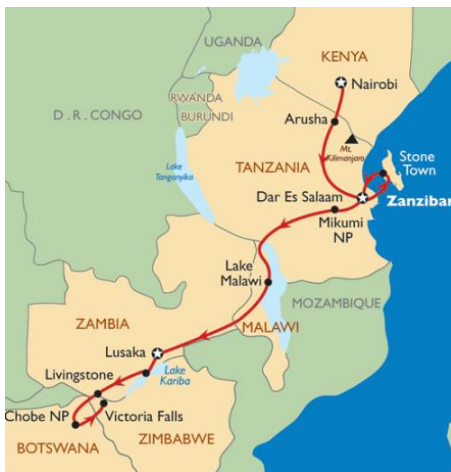 UGANDA
KENYA
Nairobi
D.R.CONGO
RWANDA
BURUNDI
Arusha
Mt.
Kilimanjaro
Lake
Tanganyika
TANZANIA
Stone
Town
Dar Es Salaam
Zanzibar
Mikumi
NP
Lake
Malawi
MOZAMBIQUE
ZAMBIA
MALAWI
Lusaka
Lake
Kariba
Livingstone
Chobe NP
Victoria Falls
BOTSWANA
ZIMBABWE